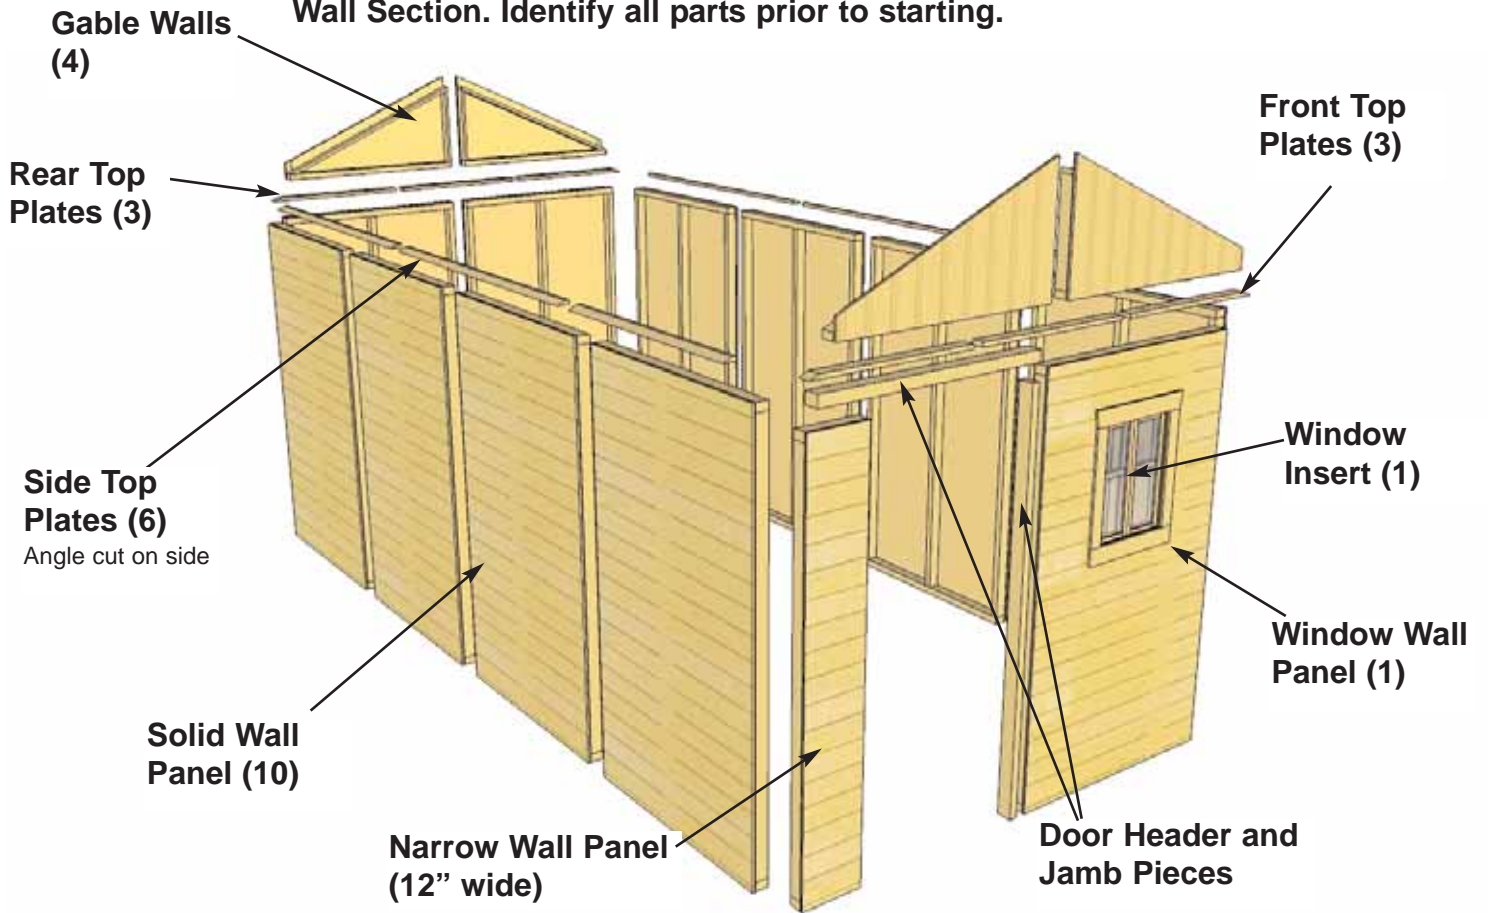 Wall Section. Identify all parts prior to starting.
Gable Walls
(4)
Front Top
Plates (3)
Rear Top
Plates (3)
Window
Insert (1)
Side Top
Plates (6)
Angle cut on side
Window Wall
Panel (1)
Solid Wall
Panel (10)
Door Header and
Jamb Pieces
Narrow Wall Panel
(12” wide)